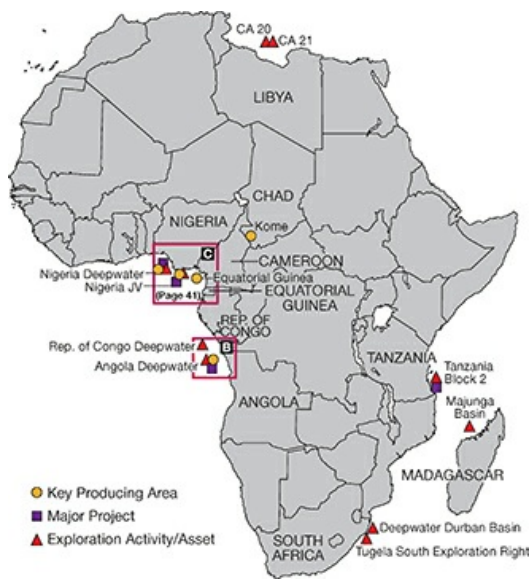 CA 20
CA 21
LIBYA
CHAD
NIGERIA
Kome
C
CAMEROON
Nigeria Deepwater
Equatorial Guinea
Nigeria JV
(Page 41)
EQUATORIAL
GUINEA
REP. OF
CONGO
Rep. of Congo Deepwater
B
Angola Deepwater
TANZANIA
Tanzania
Block 2
ANGOLA
Majunga
Basin
MADAGASCAR
Key Producing Area
Major Project
Exploration Activity/Asset
SOUTH
AFRICA
Deepwater Durban Basin
Tugela South Exploration Right